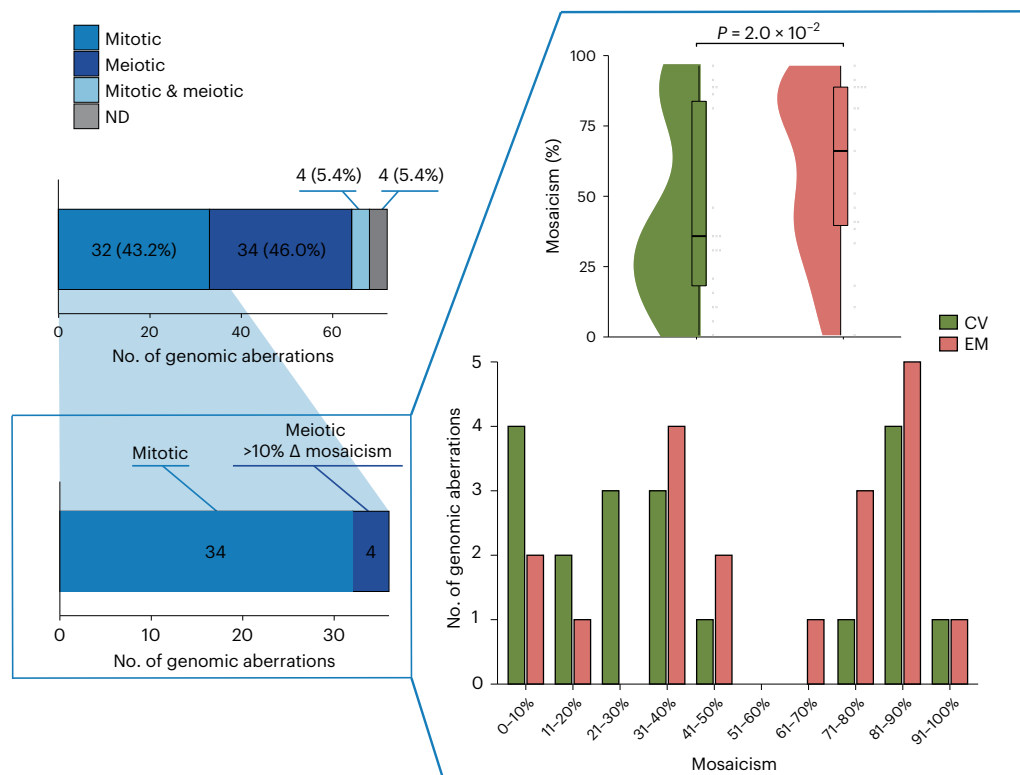 Mitotic
Meiotic
Mitotic & meiotic
ND
4 (5.4%)
4 (5.4%)
32 (43.2%)
34 (46.0%)
0
20
40
60
No. of genomic aberrations
Mitotic
Meiotic
>10% Δ mosaicism
34
4
0
10
20
30
No. of genomic aberrations
P = 2.0 × 10⁻²
100
75
50
25
0
Mosaicism (%)
CV
EM
5
4
3
2
1
0
No. of genomic aberrations
0–10%
11–20%
21–30%
31–40%
41–50%
51–60%
61–70%
71–80%
81–90%
91–100%
Mosaicism